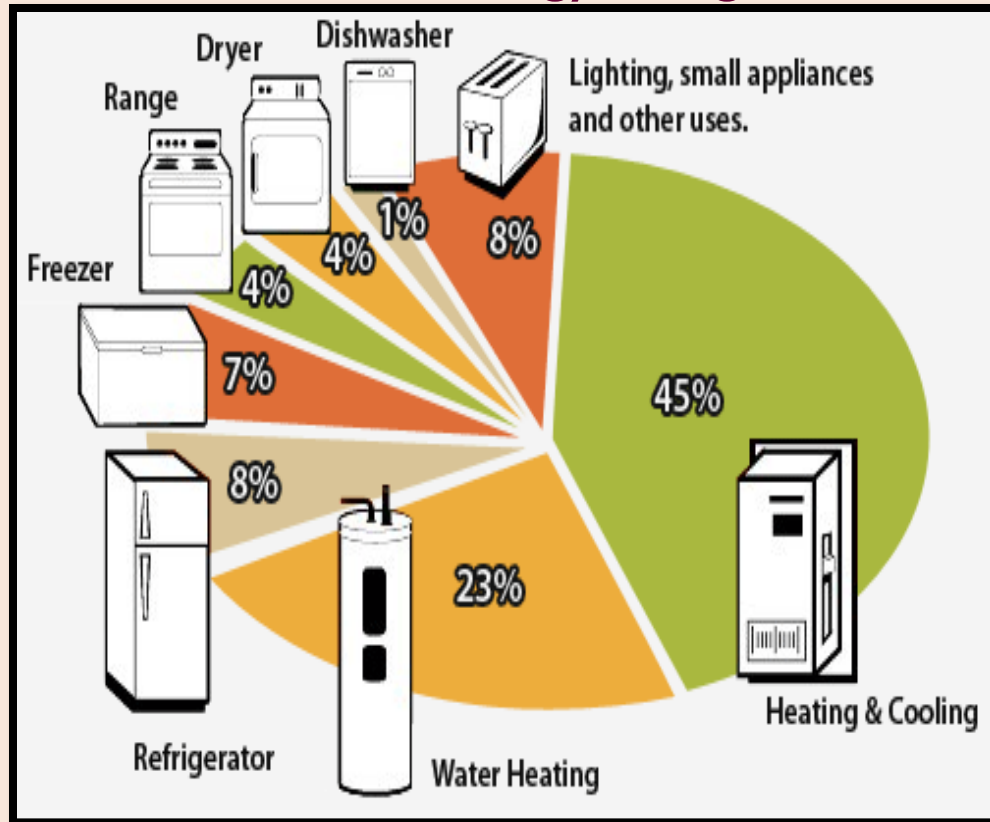 Dishwasher
Dryer
Lighting, small appliances
and other uses.
Range
1%
8%
4%
Freezer
4%
7%
45%
8%
23%
Heating & Cooling
Refrigerator
Water Heating